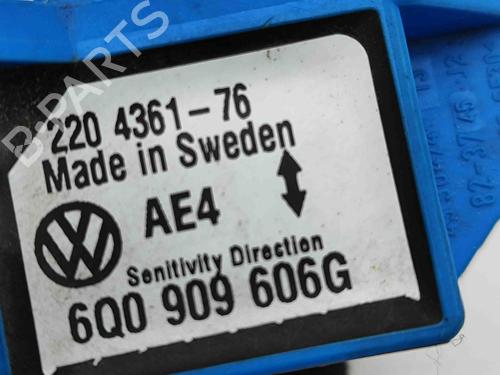 B-PARTS
220 4361-76
Made in Sweden
AE4
Senitivity Direction
6Q0 909 606G